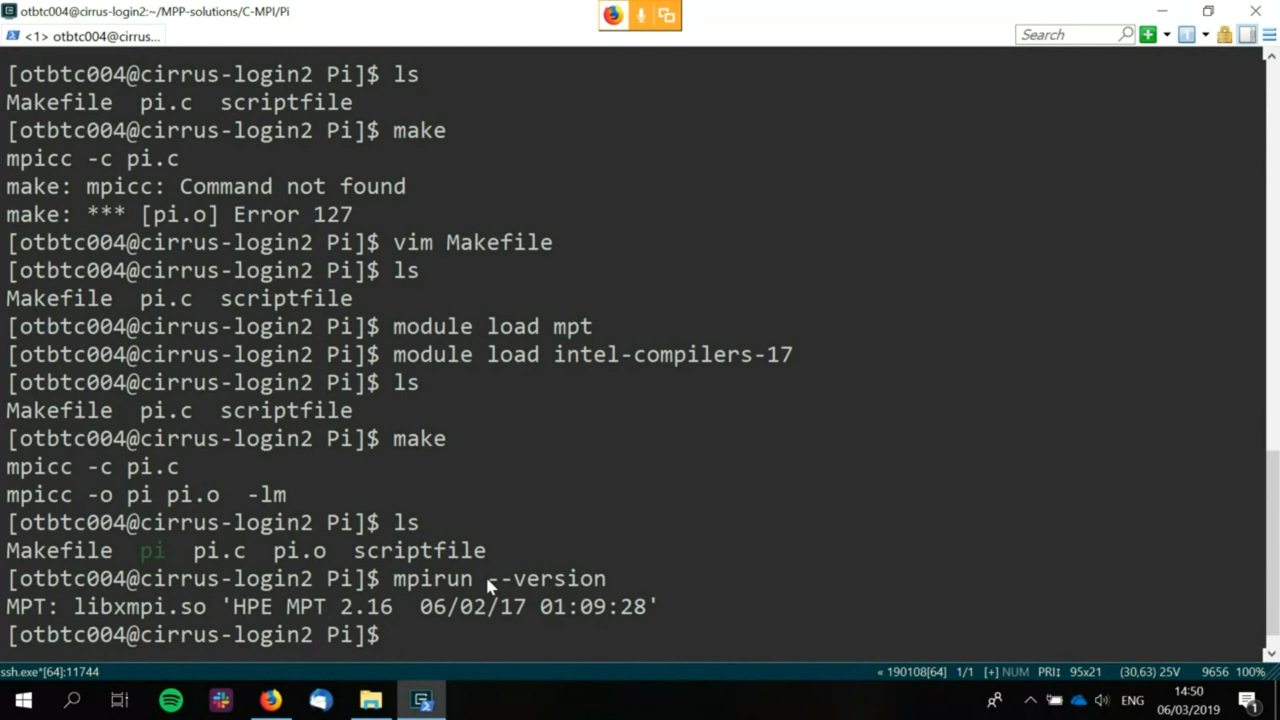 otbtc004@cirrus-login2:~/MPP-solutions/C-MPI/Pi
<1> otbtc004@cirrus...
Search
[otbtc004@cirrus-login2 Pi]$ ls
Makefile  pi.c  scriptfile
[otbtc004@cirrus-login2 Pi]$ make
mpicc -c pi.c
make: mpicc: Command not found
make: *** [pi.o] Error 127
[otbtc004@cirrus-login2 Pi]$ vim Makefile
[otbtc004@cirrus-login2 Pi]$ ls
Makefile  pi.c  scriptfile
[otbtc004@cirrus-login2 Pi]$ module load mpt
[otbtc004@cirrus-login2 Pi]$ module load intel-compilers-17
[otbtc004@cirrus-login2 Pi]$ ls
Makefile  pi.c  scriptfile
[otbtc004@cirrus-login2 Pi]$ make
mpicc -c pi.c
mpicc -o pi pi.o  -lm
[otbtc004@cirrus-login2 Pi]$ ls
Makefile  pi  pi.c  pi.o  scriptfile
[otbtc004@cirrus-login2 Pi]$ mpirun --version
MPT: libxmpi.so 'HPE MPT 2.16  06/02/17 01:09:28'
[otbtc004@cirrus-login2 Pi]$
ssh.exe*[64]:11744
« 190108[64]  1/1  [+] NUM  PRI↕  95x21  (30,63) 25V  9656  100%
ENG
14:50
06/03/2019
1